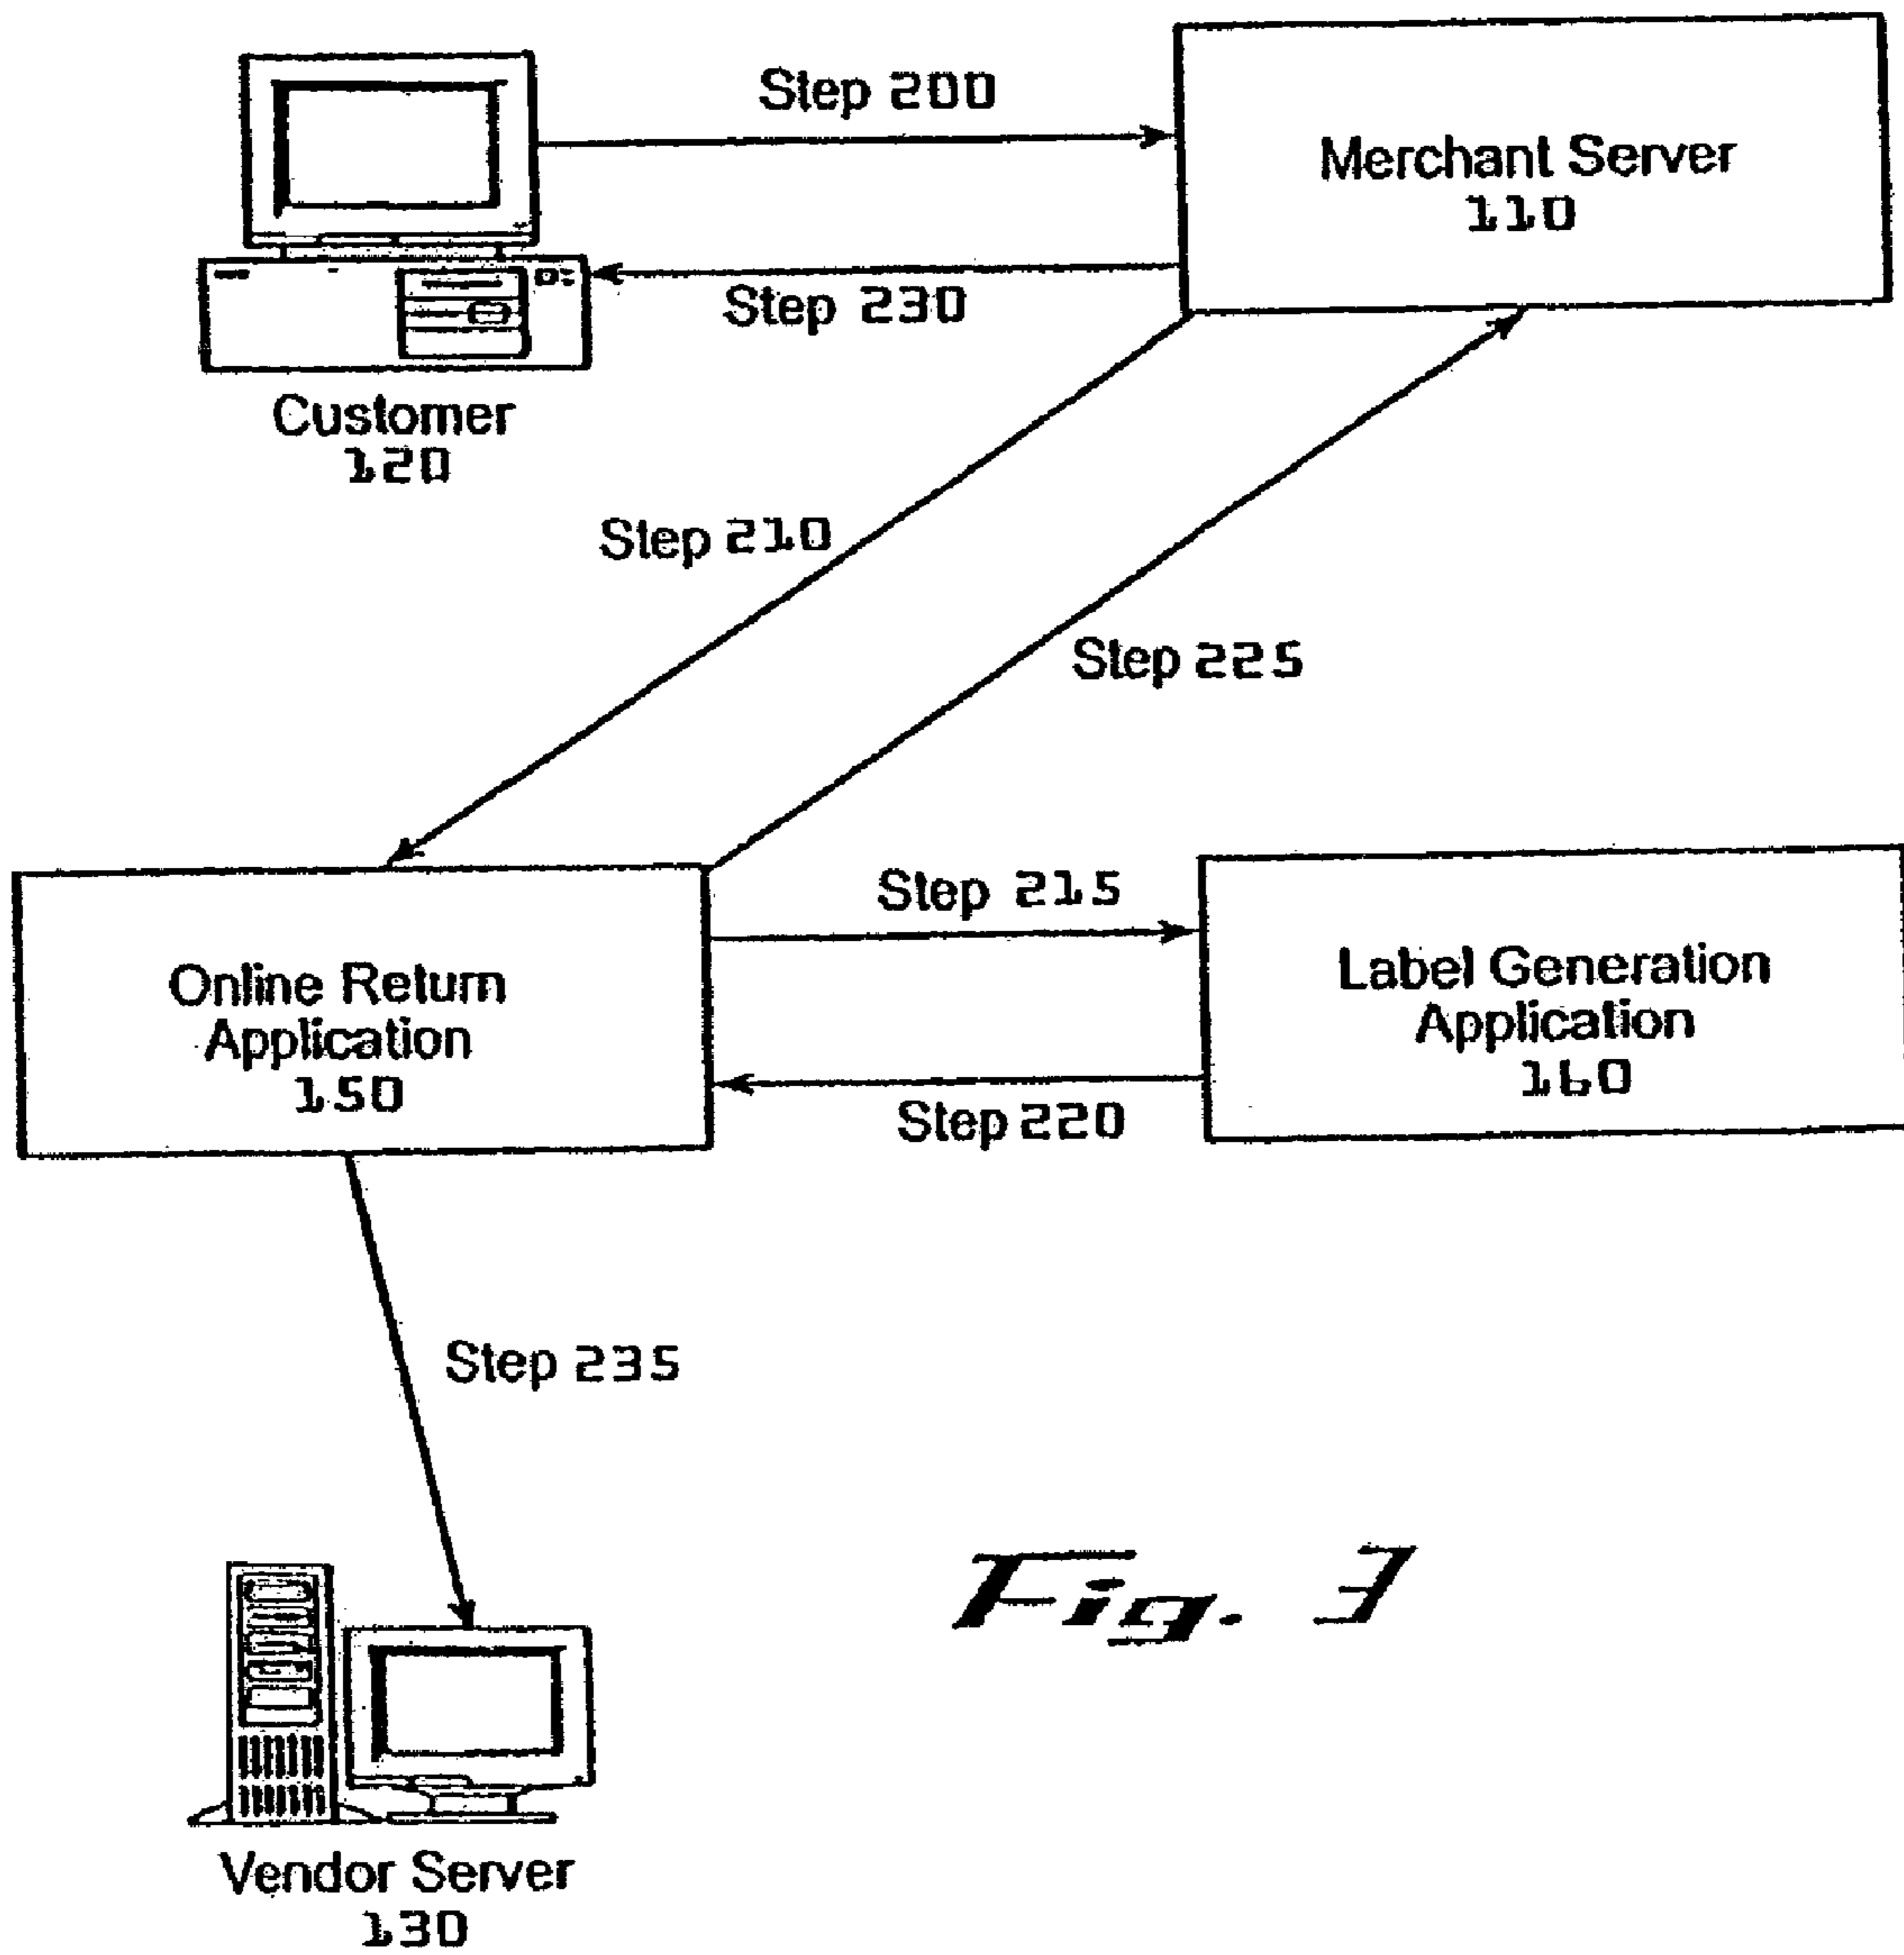 Step 200
Merchant Server
110
Step 230
Customer
120
Step 210
Step 225
Step 215
Online Return
Application
150
Label Generation
Application
160
Step 220
Step 235
Fig. 3
Vendor Server
130